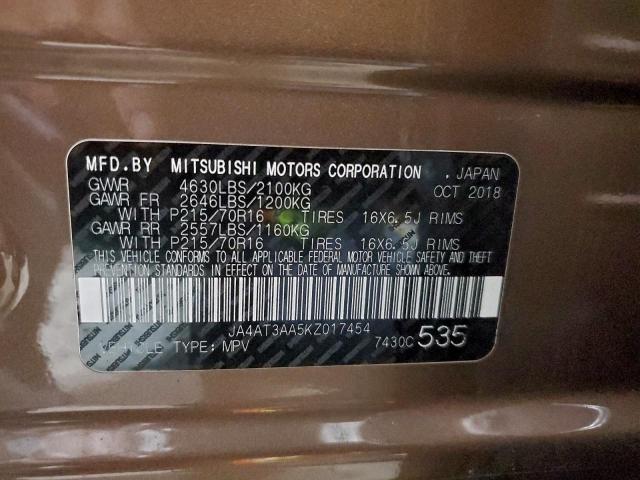 MFD.BY MITSUBISHI MOTORS CORPORATION , JAPAN
GVWR 4630LBS/2100KG OCT 2018
GAWR FR 2646LBS/1200KG
WITH P215/70R16 TIRES 16X6.5J RIMS
GAWR RR 2557LBS/1160KG
WITH P215/70R16 TIRES 16X6.5J RIMS
THIS VEHICLE CONFORMS TO ALL APPLICABLE FEDERAL MOTOR VEHICLE SAFETY AND THEFT
PREVENTION STANDARDS IN EFFECT ON THE DATE OF MANUFACTURE SHOWN ABOVE.
JA4AT3AA5KZ017454
VEHICLE TYPE: MPV 7430C 535